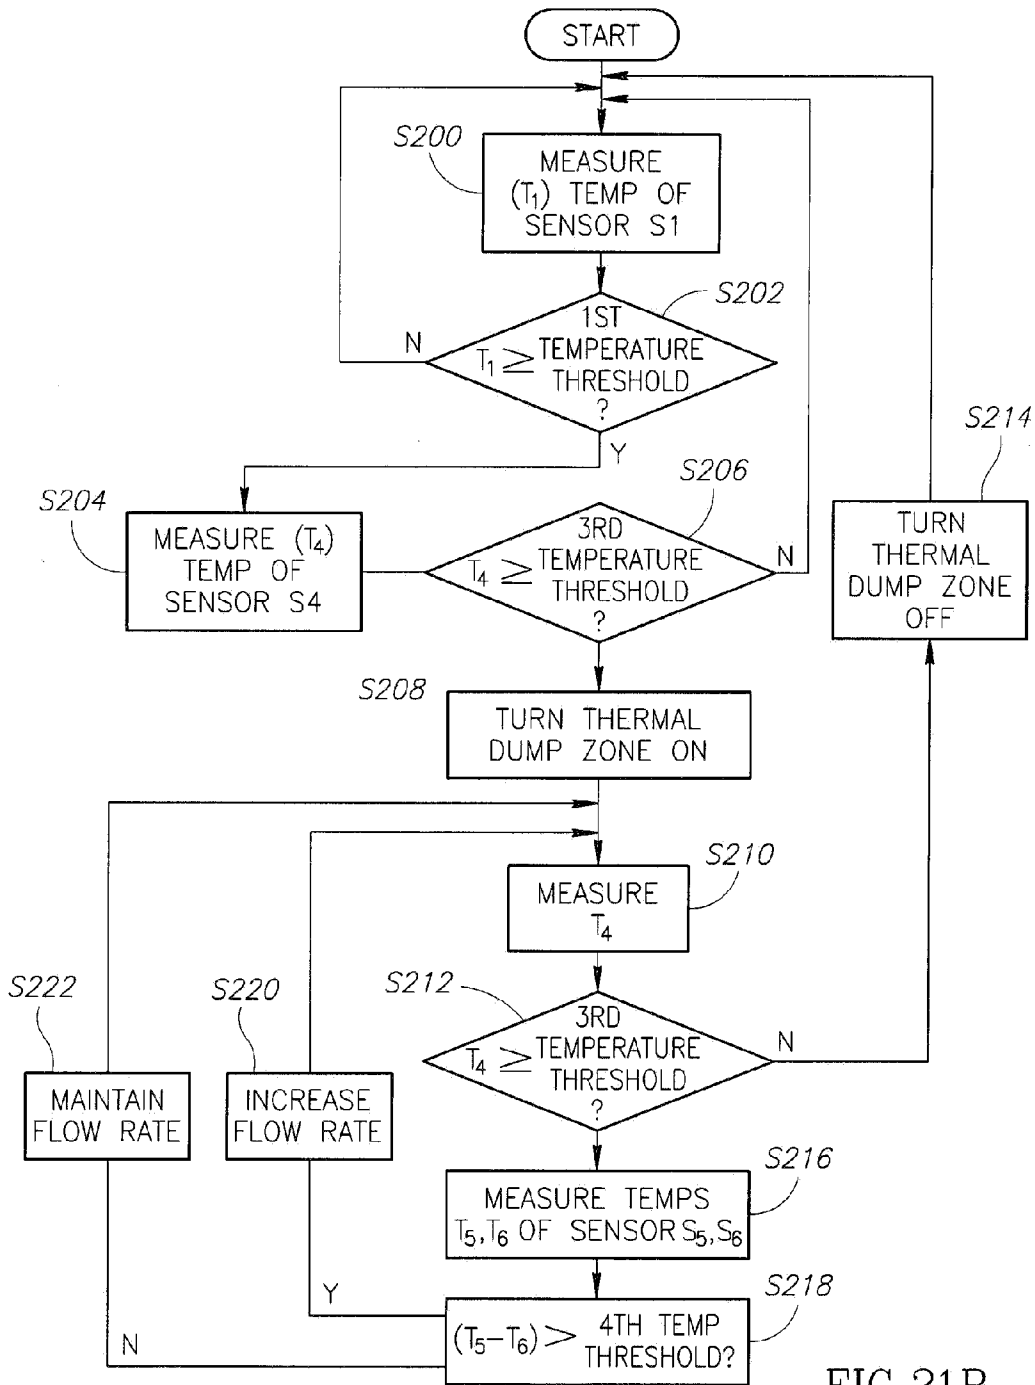 START
S200
MEASURE
(T1) TEMP OF
SENSOR S1
S202
1ST
TEMPERATURE
T1 ≥
THRESHOLD
?
N
Y
S204
MEASURE (T4)
TEMP OF
SENSOR S4
S206
3RD
TEMPERATURE
T4 ≥
THRESHOLD
?
N
S214
TURN
THERMAL
DUMP ZONE
OFF
S208
TURN THERMAL
DUMP ZONE ON
S210
MEASURE
T4
S212
3RD
TEMPERATURE
T4 ≥
THRESHOLD
?
N
S222
MAINTAIN
FLOW RATE
S220
INCREASE
FLOW RATE
S216
MEASURE TEMPS
T5,T6 OF SENSOR S5,S6
S218
(T5–T6) > 4TH TEMP
THRESHOLD?
Y
N
FIG.21B